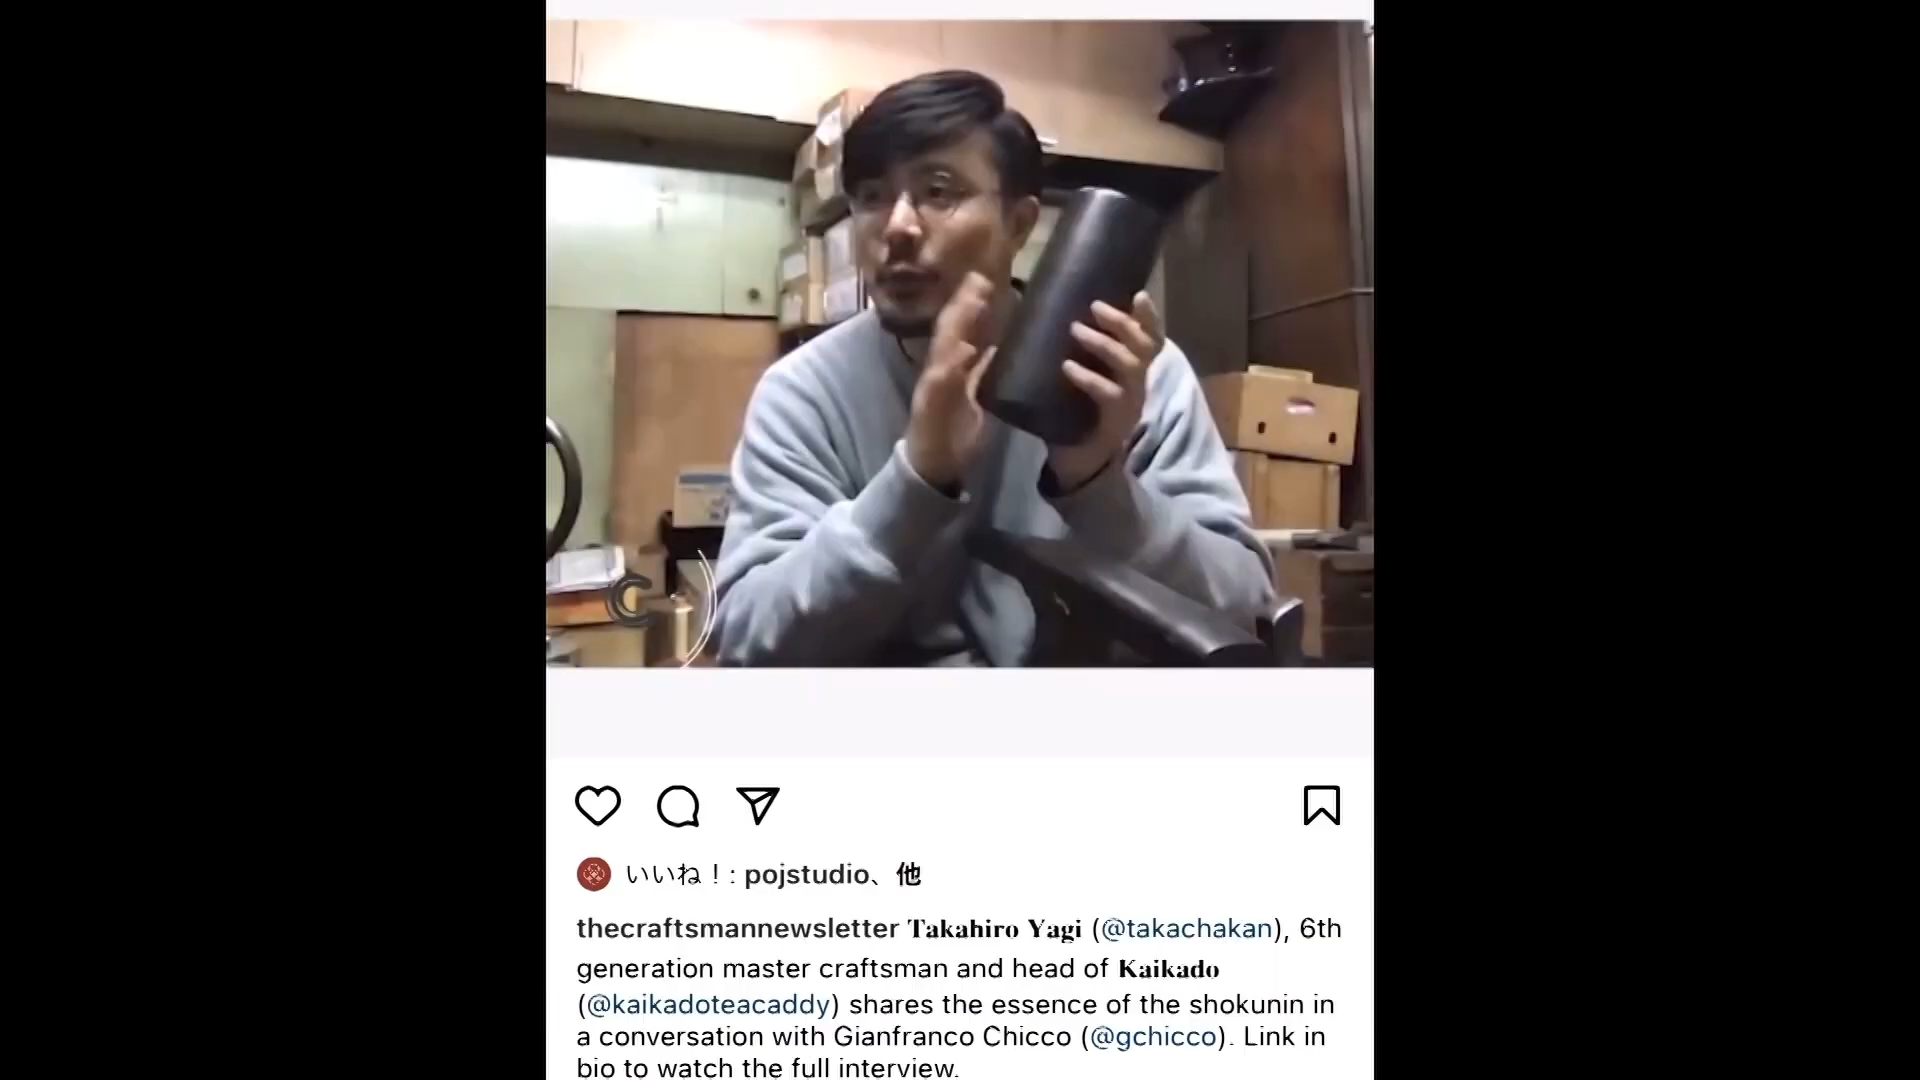 C
いいね！: pojstudio、他
thecraftsmannewsletter Takahiro Yagi (@takachakan), 6th
generation master craftsman and head of Kaikado
(@kaikadoteacaddy) shares the essence of the shokunin in
a conversation with Gianfranco Chicco (@gchicco). Link in
bio to watch the full interview.